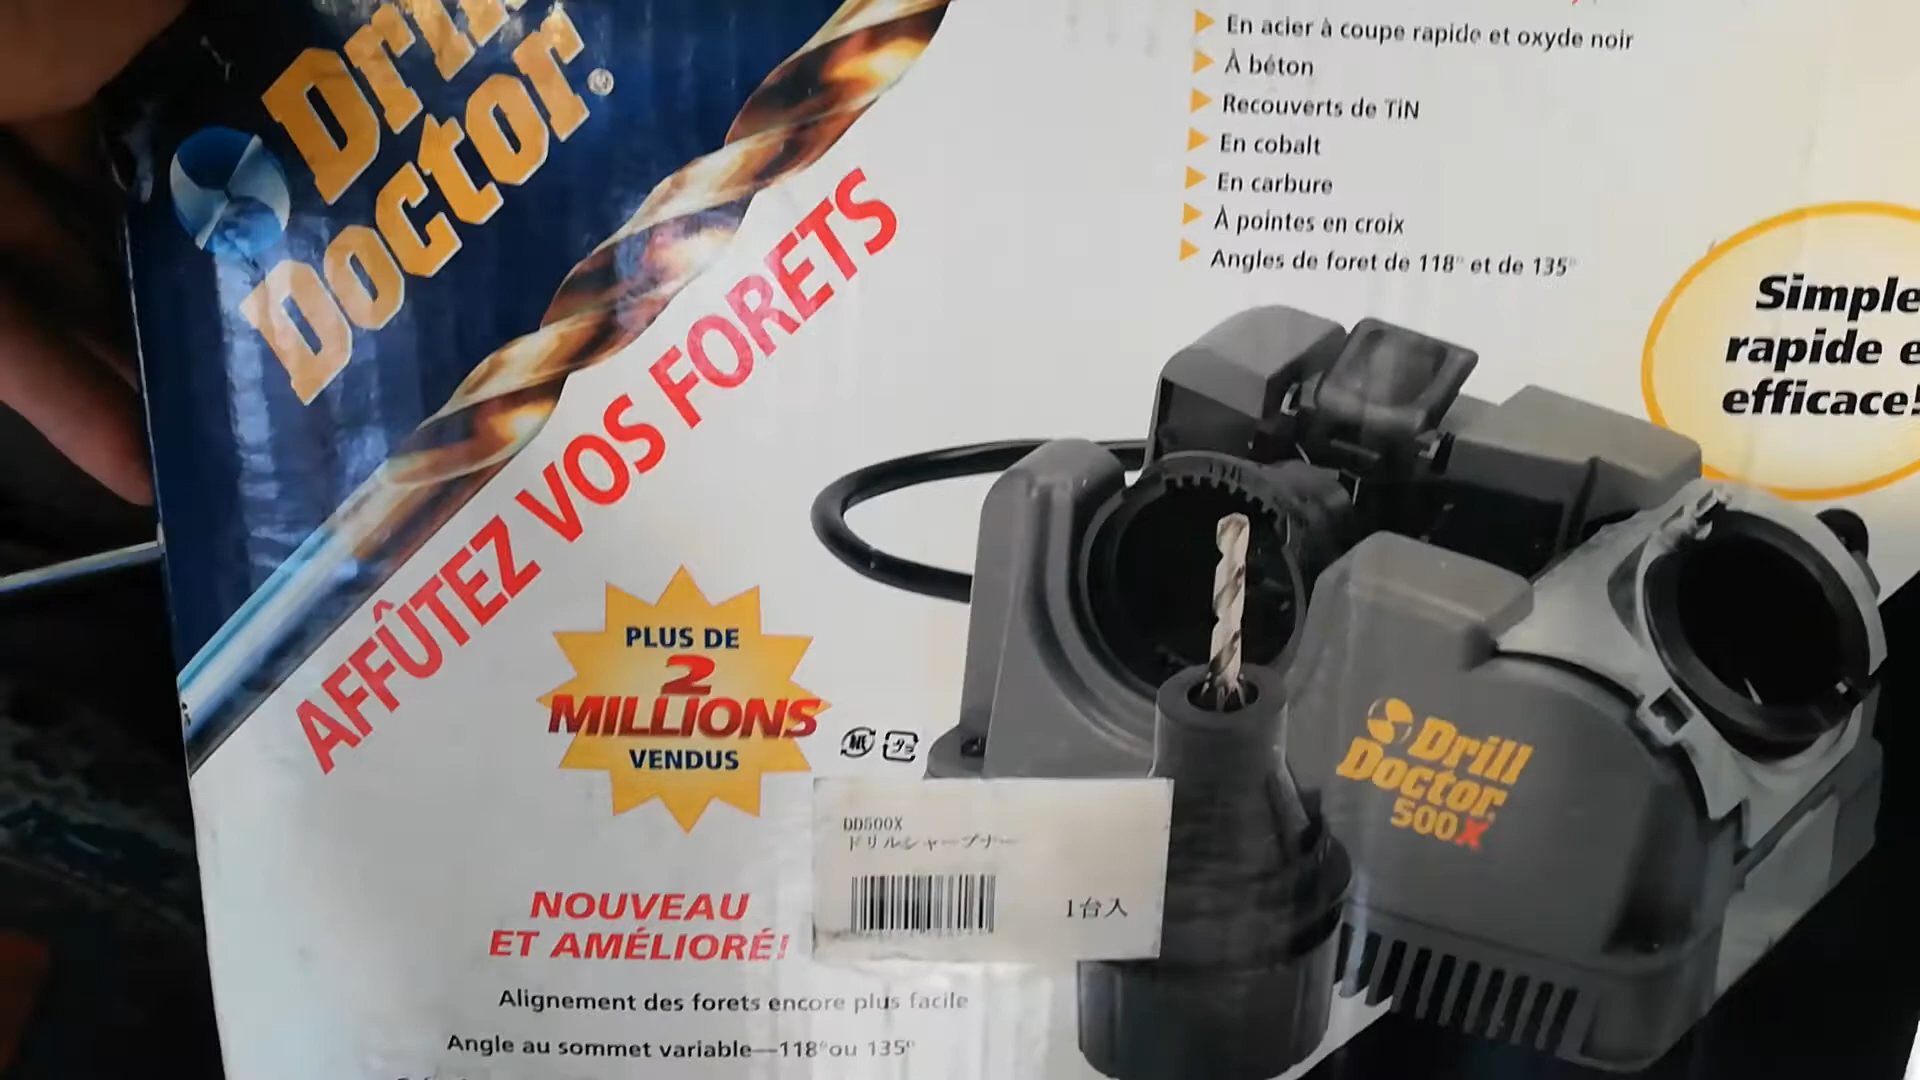 Drill
Doctor®
AFFÛTEZ VOS FORETS
En acier à coupe rapide et oxyde noir
À béton
Recouverts de TiN
En cobalt
En carbure
À pointes en croix
Angles de foret de 118° et de 135°
Simple
rapide e
efficace!
PLUS DE
2
MILLIONS
VENDUS
Drill
Doctor®
500X
DD500X
ドリルシャープナー
1台入
NOUVEAU
ET AMÉLIORÉ!
Alignement des forets encore plus facile
Angle au sommet variable—118° ou 135°